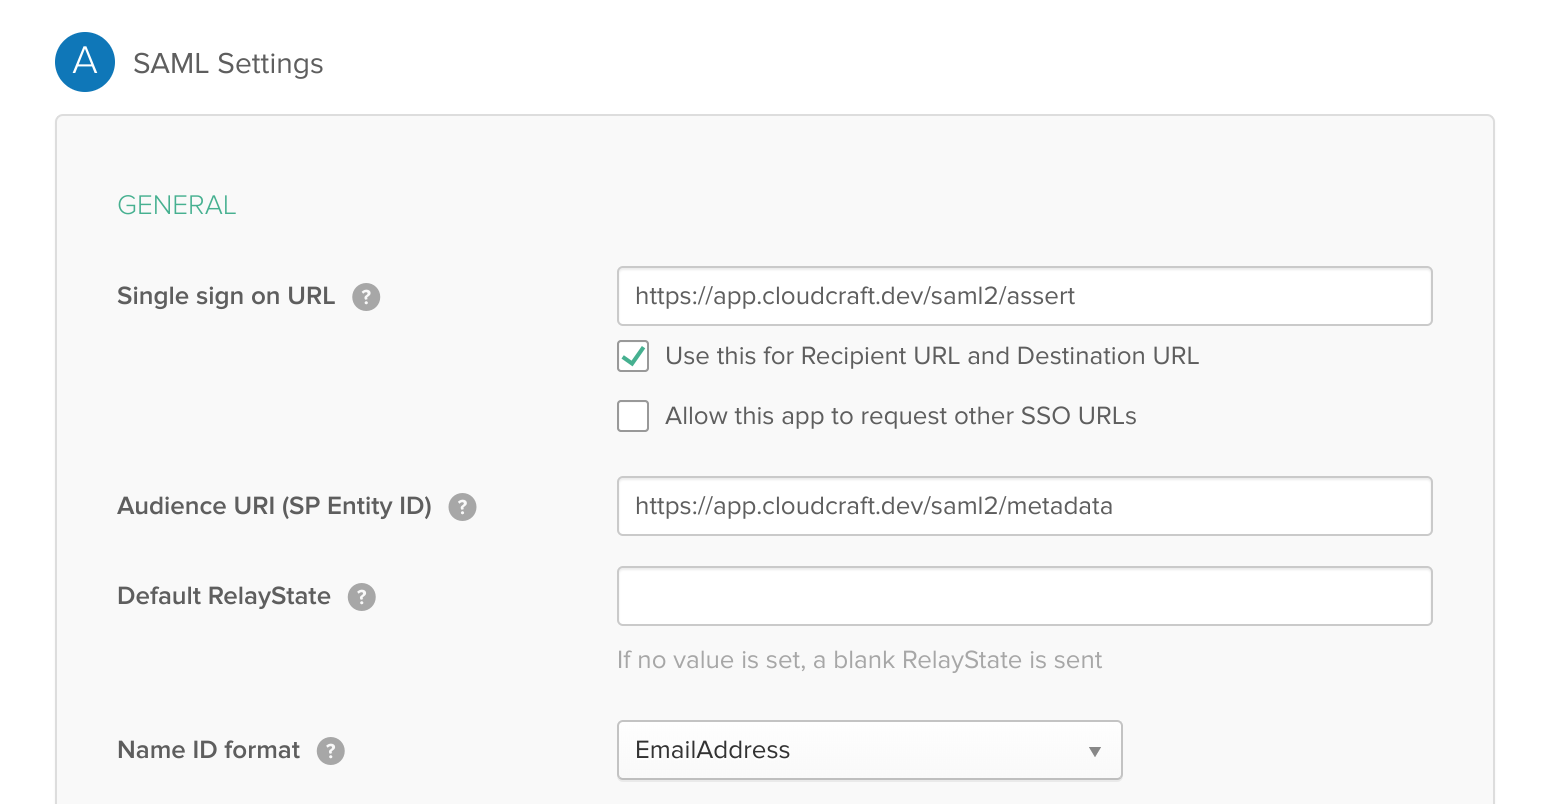 A SAML Settings
GENERAL
Single sign on URL ? https://app.cloudcraft.dev/saml2/assert
Use this for Recipient URL and Destination URL
Allow this app to request other SSO URLs
Audience URI (SP Entity ID) ? https://app.cloudcraft.dev/saml2/metadata
Default RelayState ?
If no value is set, a blank RelayState is sent
Name ID format ? EmailAddress